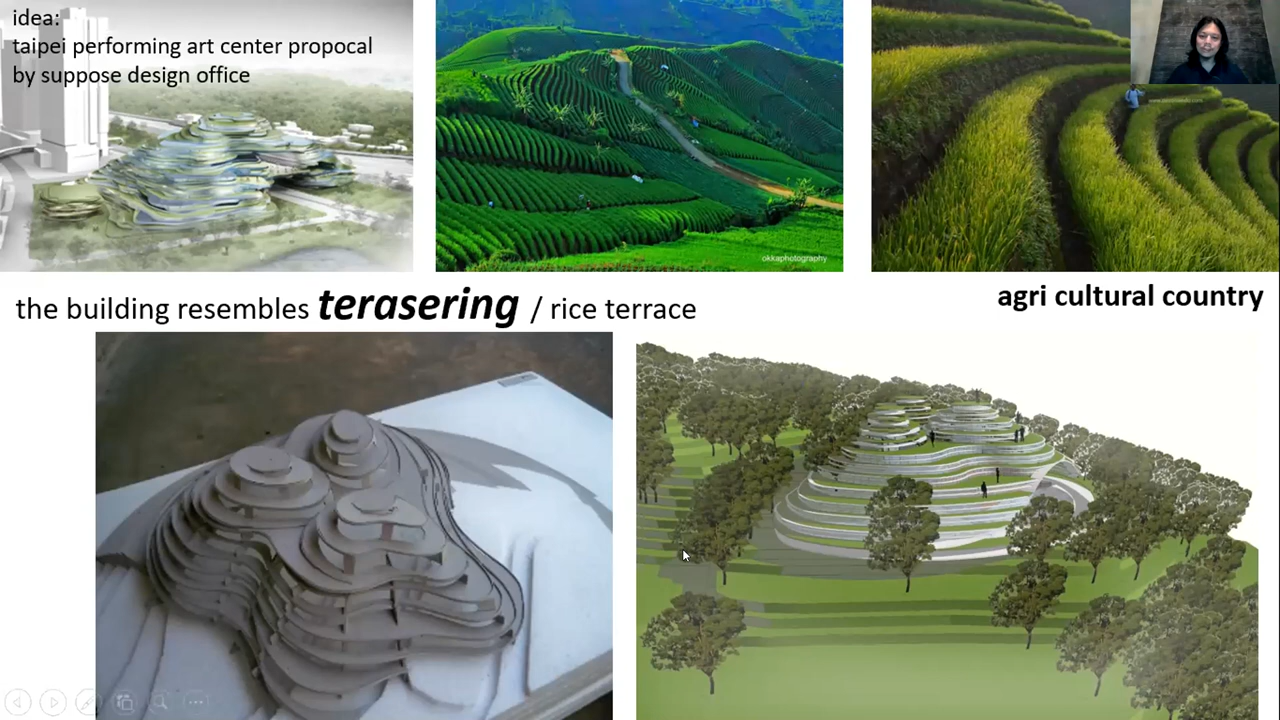 idea:
taipei performing art center propocal
by suppose design office
okkaphotography
the building resembles terasering / rice terrace
agri cultural country